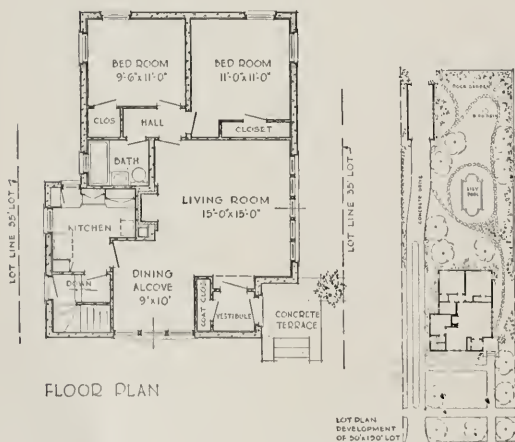 BED ROOM
9'-6"x11'-0"
BED ROOM
11'-0"x11'-0"
CLOS
HALL
CLOSET
BATH
LIVING ROOM
15'-0"x15'-0"
KITCHEN
DOWN
DINING
ALCOVE
9'x10'
COAT CLOS
VESTIBULE
CONCRETE
TERRACE
LOT LINE 35' LOT
LOT LINE 35' LOT
FLOOR PLAN
ROCK GARDEN
CONCRETE DRIVE
LILY
POOL
LOT PLAN
DEVELOPMENT
OF 50'x150' LOT